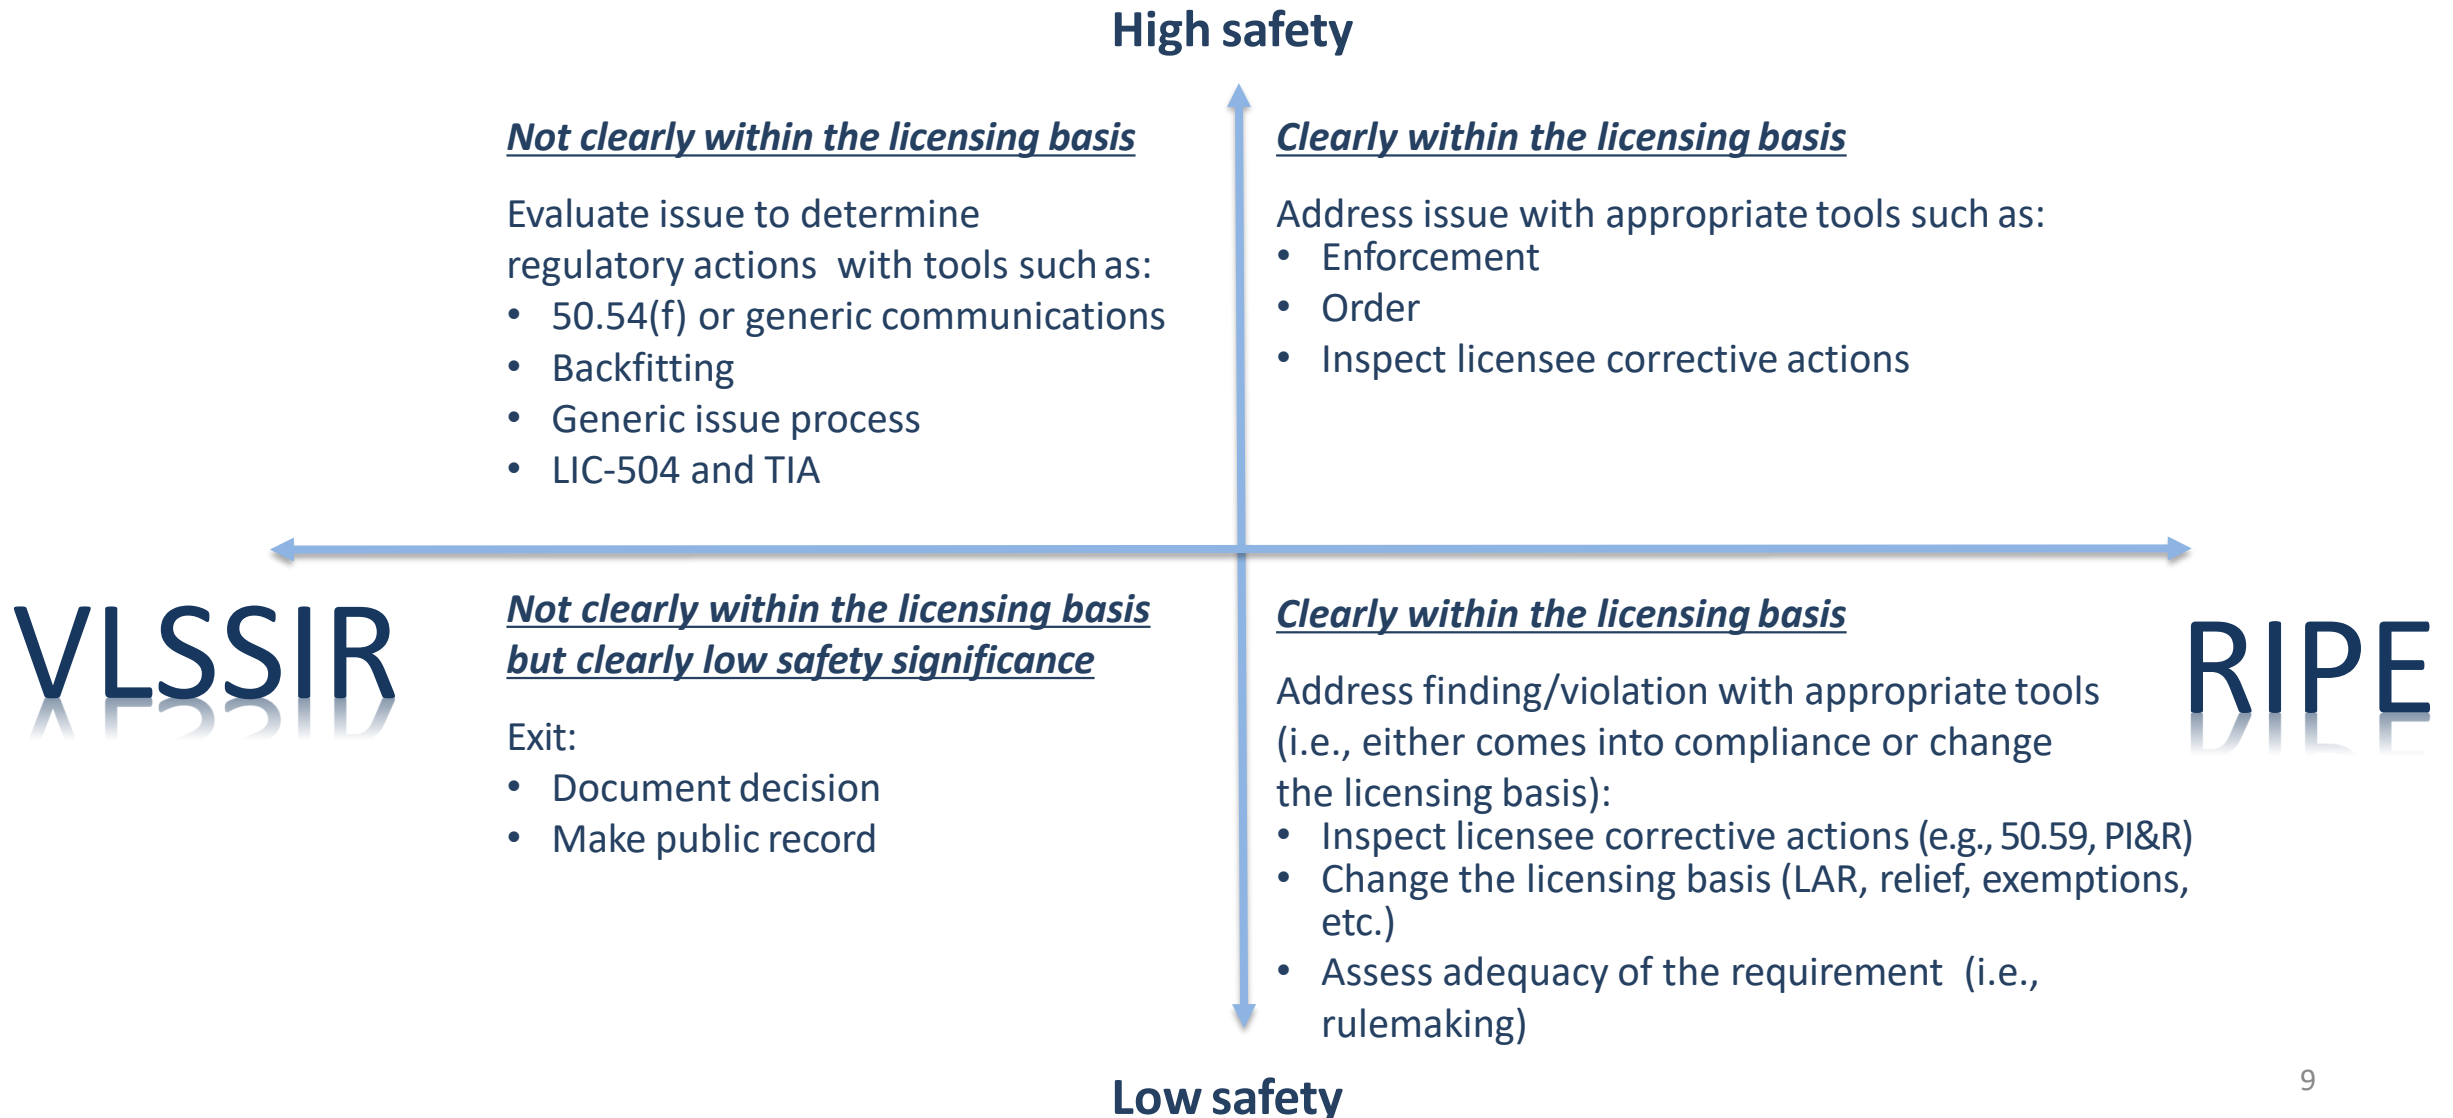 High safety
Not clearly within the licensing basis
Evaluate issue to determine
regulatory actions with tools such as:
• 50.54(f) or generic communications
• Backfitting
• Generic issue process
• LIC-504 and TIA
Clearly within the licensing basis
Address issue with appropriate tools such as:
• Enforcement
• Order
• Inspect licensee corrective actions
VLSSIR
Not clearly within the licensing basis
but clearly low safety significance
Exit:
• Document decision
• Make public record
Clearly within the licensing basis
Address finding/violation with appropriate tools
(i.e., either comes into compliance or change
the licensing basis):
• Inspect licensee corrective actions (e.g., 50.59, PI&R)
• Change the licensing basis (LAR, relief, exemptions,
etc.)
• Assess adequacy of the requirement (i.e.,
rulemaking)
RIPE
Low safety
9